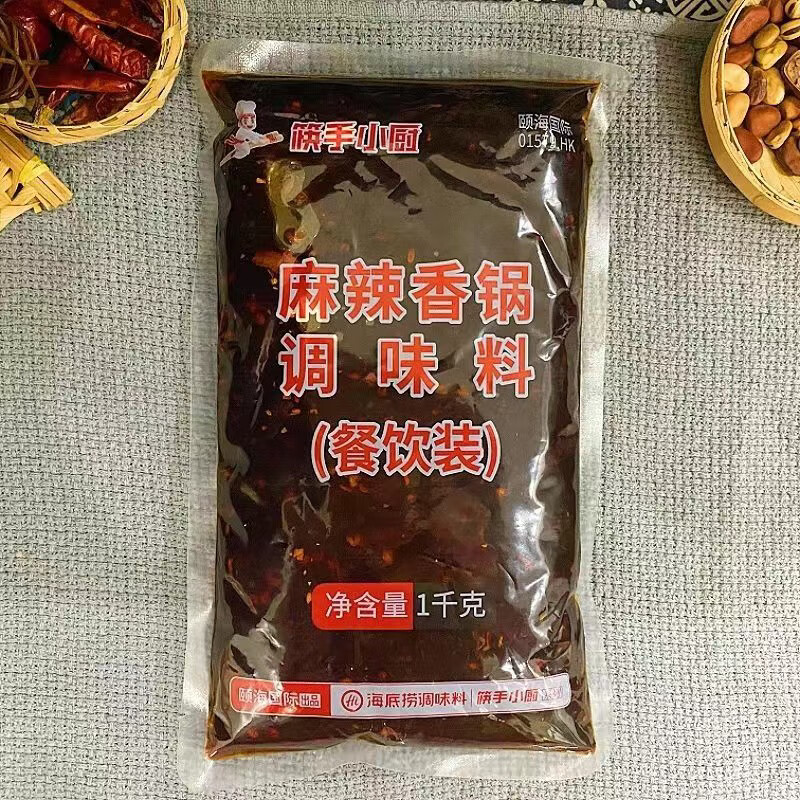 筷手小厨
颐海国际
01579.HK
麻辣香锅
调味料
(餐饮装)
净含量 1千克
颐海国际出品 海底捞调味料 筷手小厨